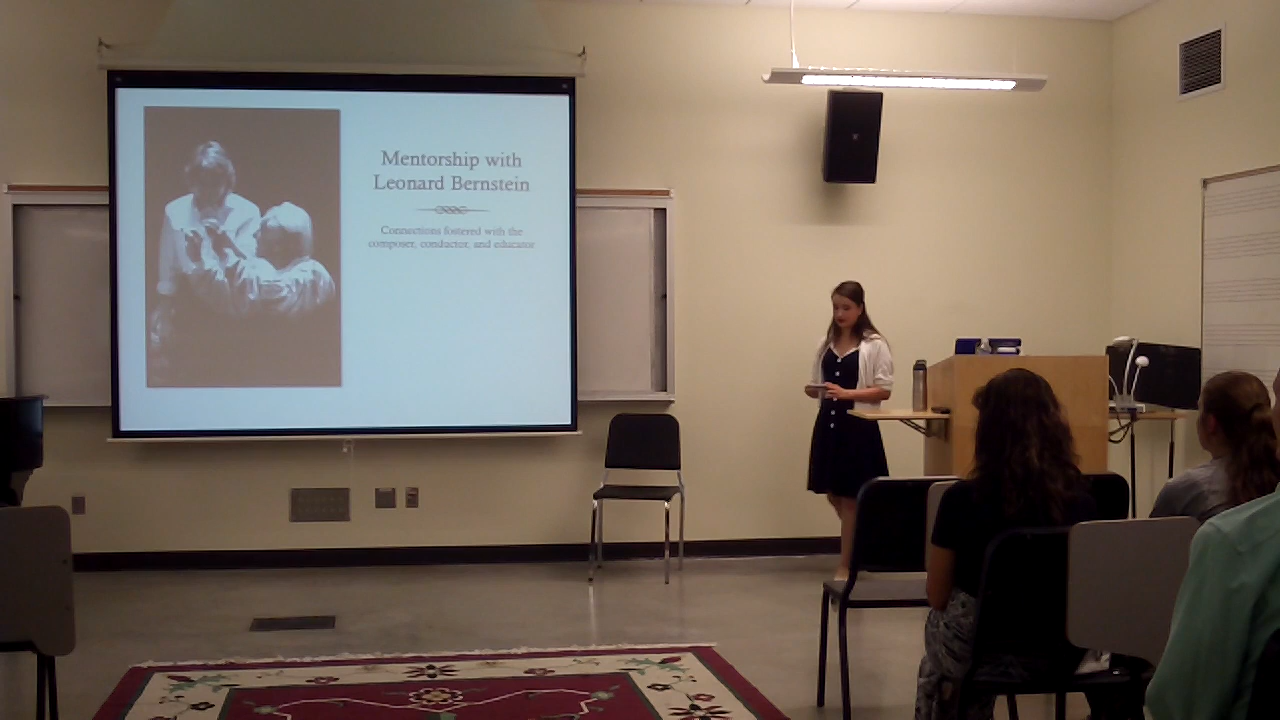 Mentorship with
Leonard Bernstein
Connections fostered with the
composer, conductor, and educator